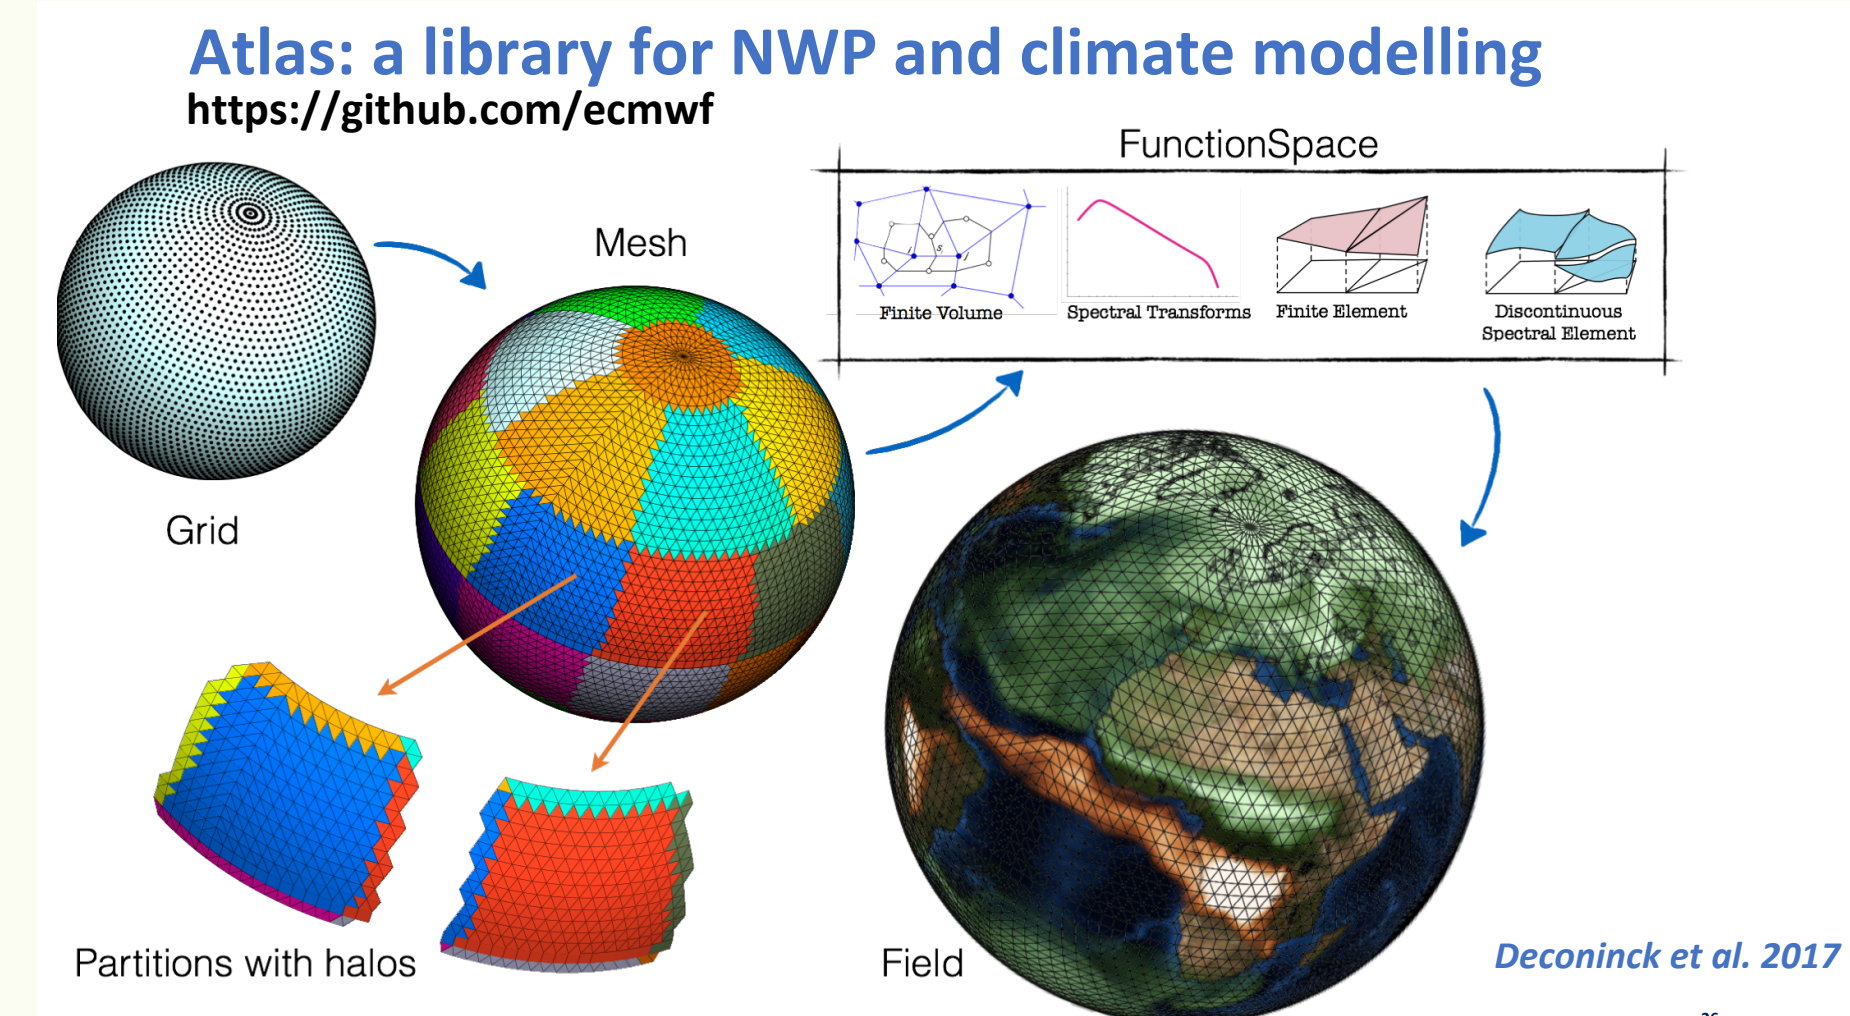 Atlas: a library for NWP and climate modelling
https://github.com/ecmwf
FunctionSpace
Finite Volume
Spectral Transforms
Finite Element
Discontinuous
Spectral Element
Mesh
Grid
Partitions with halos
Field
Deconinck et al. 2017